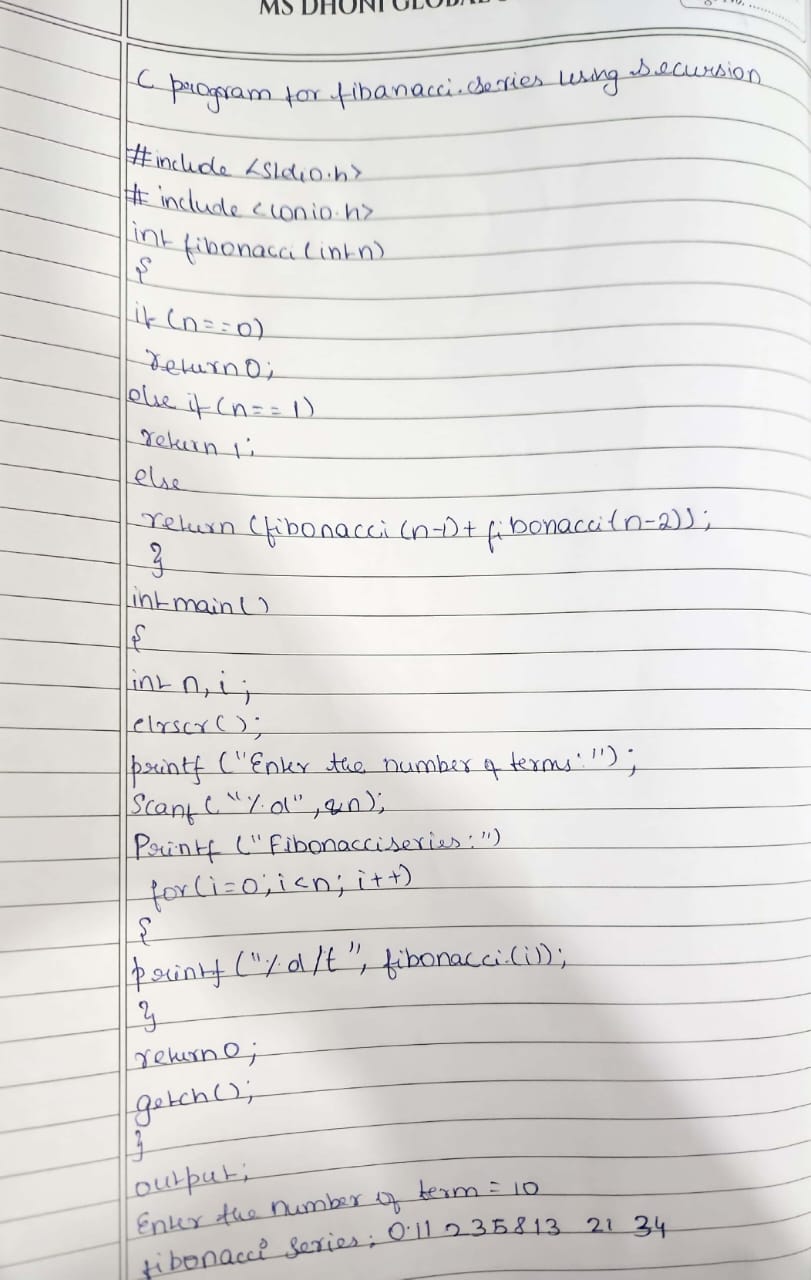 MS DHONI GLOBA
C program for fibanacci series using recursion
#include <stdio.h>
# include <conio.h>
int fibonacci (int n)
{
if (n==0)
return 0;
else if (n==1)
return 1;
else
return (fibonacci (n-1)+ fibonacci(n-2));
}
int main()
{
int n, i;
clrscr();
printf ("Enter the number of terms:");
Scanf ("%d", &n);
Printf ("Fibonacci series:")
for(i=0; i<n; i++)
{
printf ("%d/t", fibonacci(i));
}
return 0;
getch();
}
output;
Enter the number of term = 10
fibonacci series: 0 1 1 2 3 5 8 13 21 34